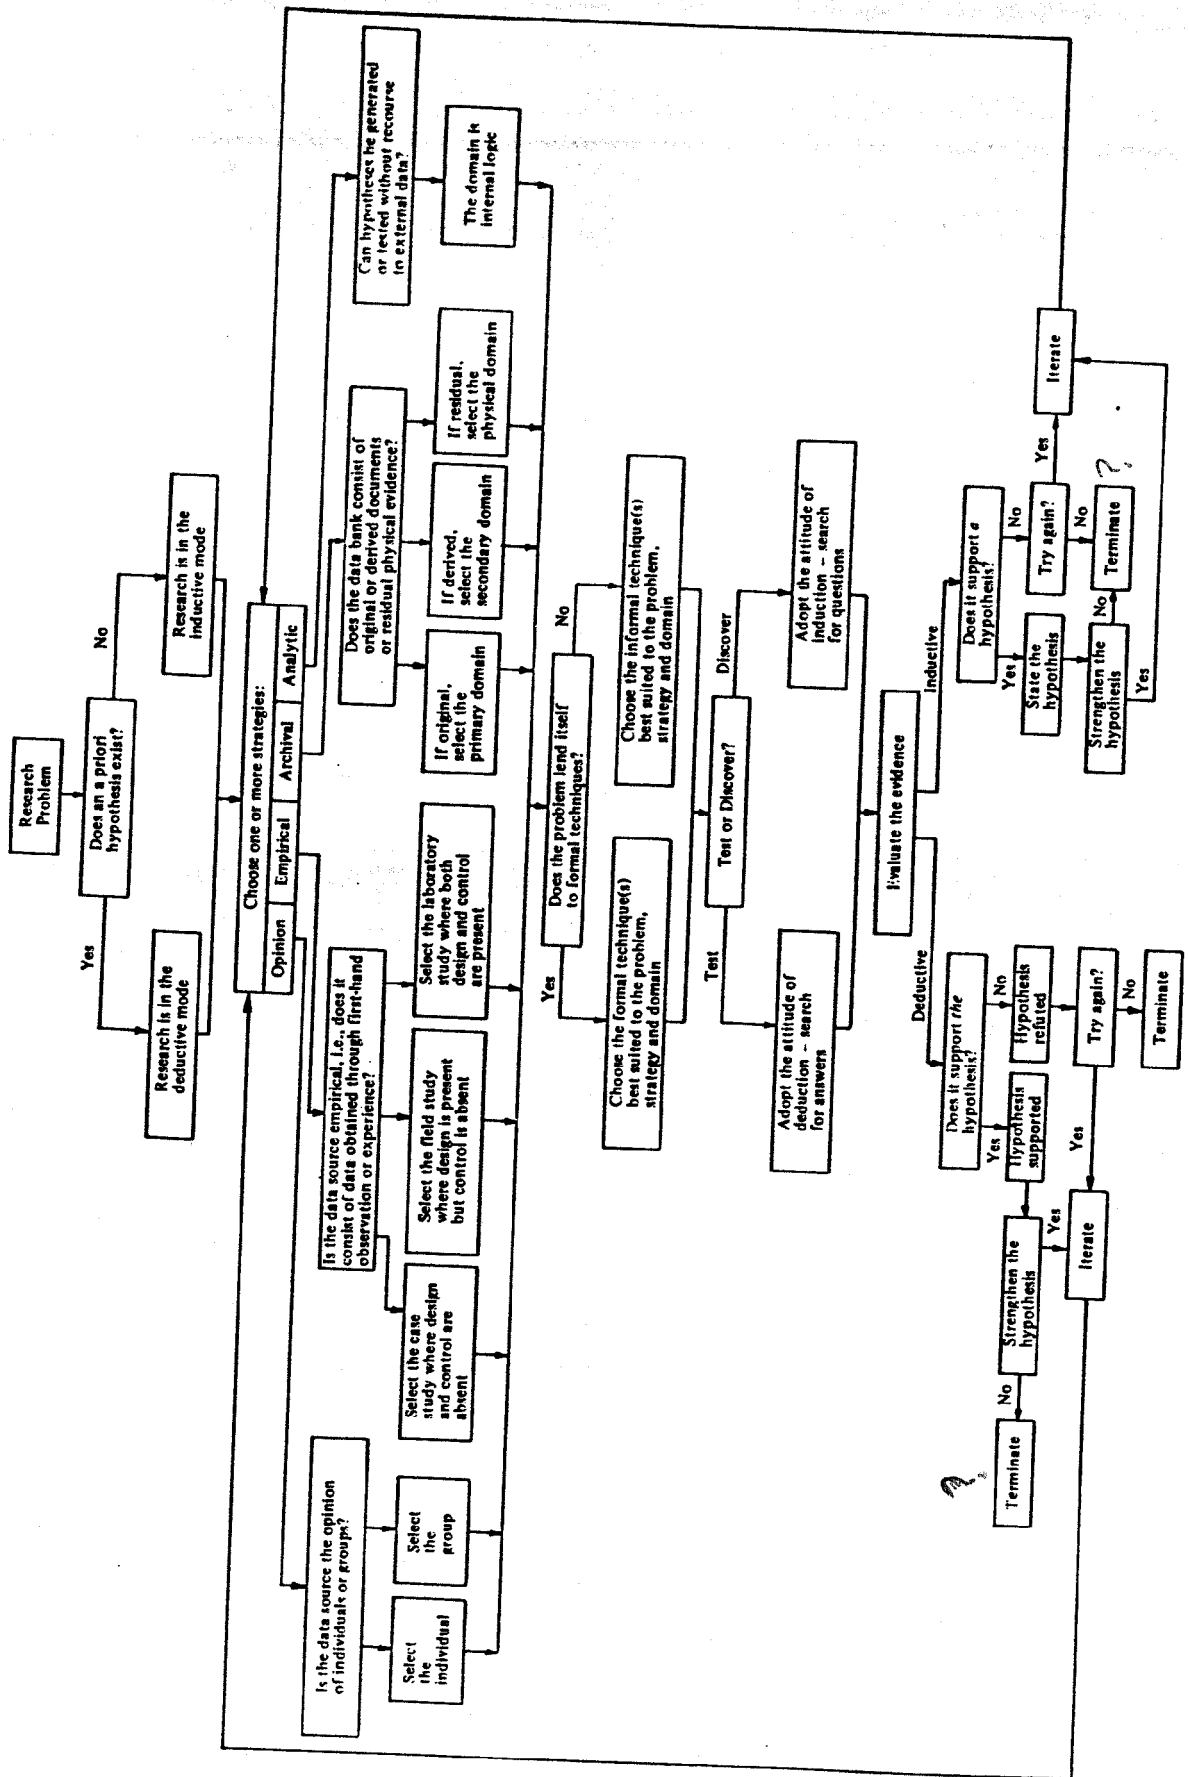 Research
Problem
Does an a priori
hypothesis exist?
Yes
No
Research is in the
deductive mode
Research is in the
inductive mode
Choose one or more strategies:
Opinion
Empirical
Archival
Analytic
Is the data source the opinion
of individuals or groups?
Is the data source empirical, i.e., does it
consist of data obtained through first-hand
observation or experience?
Does the data bank consist of
original or derived documents
or residual physical evidence?
Can hypotheses be generated
or tested without recourse
to external data?
Select
the
individual
Select
the
group
Select the case
study where design
and control are
absent
Select the field study
where design is present
but control is absent
Select the laboratory
study where both
design and control
are present
If original,
select the
primary domain
If derived,
select the
secondary domain
If residual,
select the
physical domain
The domain is
internal logic
Does the problem lend itself
to formal techniques?
Yes
No
Choose the formal technique(s)
best suited to the problem,
strategy and domain
Choose the informal technique(s)
best suited to the problem,
strategy and domain
Test or Discover?
Test
Discover
Adopt the attitude of
deduction – search
for answers
Adopt the attitude of
induction – search
for questions
Evaluate the evidence
Deductive
Inductive
Does it support the
hypothesis?
Yes
No
Hypothesis
supported
Hypothesis
refuted
Strengthen the
hypothesis
No
Yes
Terminate
?
Try again?
Yes
No
Iterate
Terminate
Does it support a
hypothesis?
Yes
No
State the
hypothesis
Try again?
Yes
No
Strengthen the
hypothesis
No
Yes
Terminate
?
Iterate